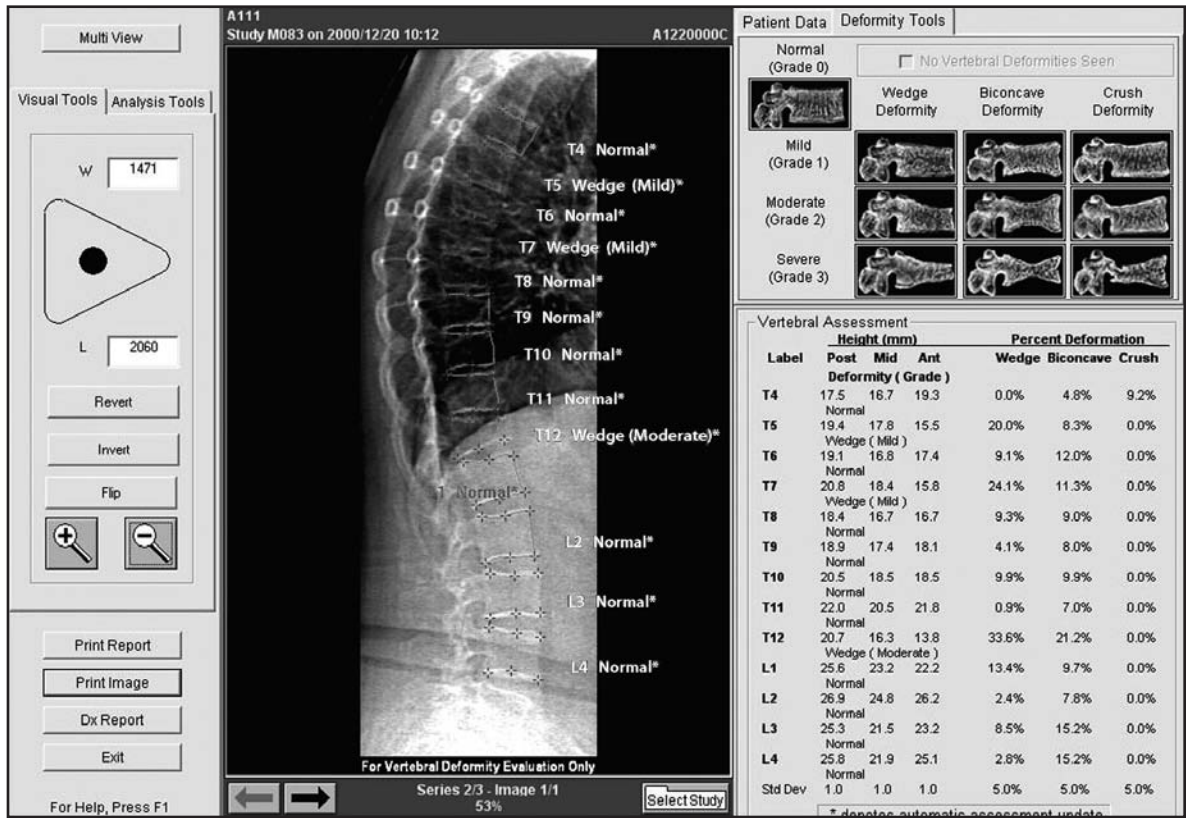 Multi View
Visual Tools Analysis Tools
W 1471
L 2060
Revert
Invert
Flip
Print Report
Print Image
Dx Report
Exit
For Help, Press F1
A111
Study M083 on 2000/12/20 10:12 A1220000C
T4 Normal*
T5 Wedge (Mild)*
T6 Normal*
T7 Wedge (Mild)*
T8 Normal*
T9 Normal*
T10 Normal*
T11 Normal*
T12 Wedge (Moderate)*
1 Normal*
L2 Normal*
L3 Normal*
L4 Normal*
For Vertebral Deformity Evaluation Only
Series 2/3 - Image 1/1
53%
Select Study
Patient Data Deformity Tools
Normal
(Grade 0)
No Vertebral Deformities Seen
Wedge Biconcave Crush
Deformity Deformity Deformity
Mild
(Grade 1)
Moderate
(Grade 2)
Severe
(Grade 3)
Vertebral Assessment
Height (mm) Percent Deformation
Label Post Mid Ant Wedge Biconcave Crush
Deformity ( Grade )
T4 17.5 16.7 19.3 0.0% 4.8% 9.2%
Normal
T5 19.4 17.8 15.5 20.0% 8.3% 0.0%
Wedge ( Mild )
T6 19.1 16.8 17.4 9.1% 12.0% 0.0%
Normal
T7 20.8 18.4 15.8 24.1% 11.3% 0.0%
Wedge ( Mild )
T8 18.4 16.7 16.7 9.3% 9.0% 0.0%
Normal
T9 18.9 17.4 18.1 4.1% 8.0% 0.0%
Normal
T10 20.5 18.5 18.5 9.9% 9.9% 0.0%
Normal
T11 22.0 20.5 21.8 0.9% 7.0% 0.0%
Normal
T12 20.7 16.3 13.8 33.6% 21.2% 0.0%
Wedge ( Moderate )
L1 25.6 23.2 22.2 13.4% 9.7% 0.0%
Normal
L2 26.9 24.8 26.2 2.4% 7.8% 0.0%
Normal
L3 25.3 21.5 23.2 8.5% 15.2% 0.0%
Normal
L4 25.8 21.9 25.1 2.8% 15.2% 0.0%
Normal
Std Dev 1.0 1.0 1.0 5.0% 5.0% 5.0%
* denotes automatic assessment update